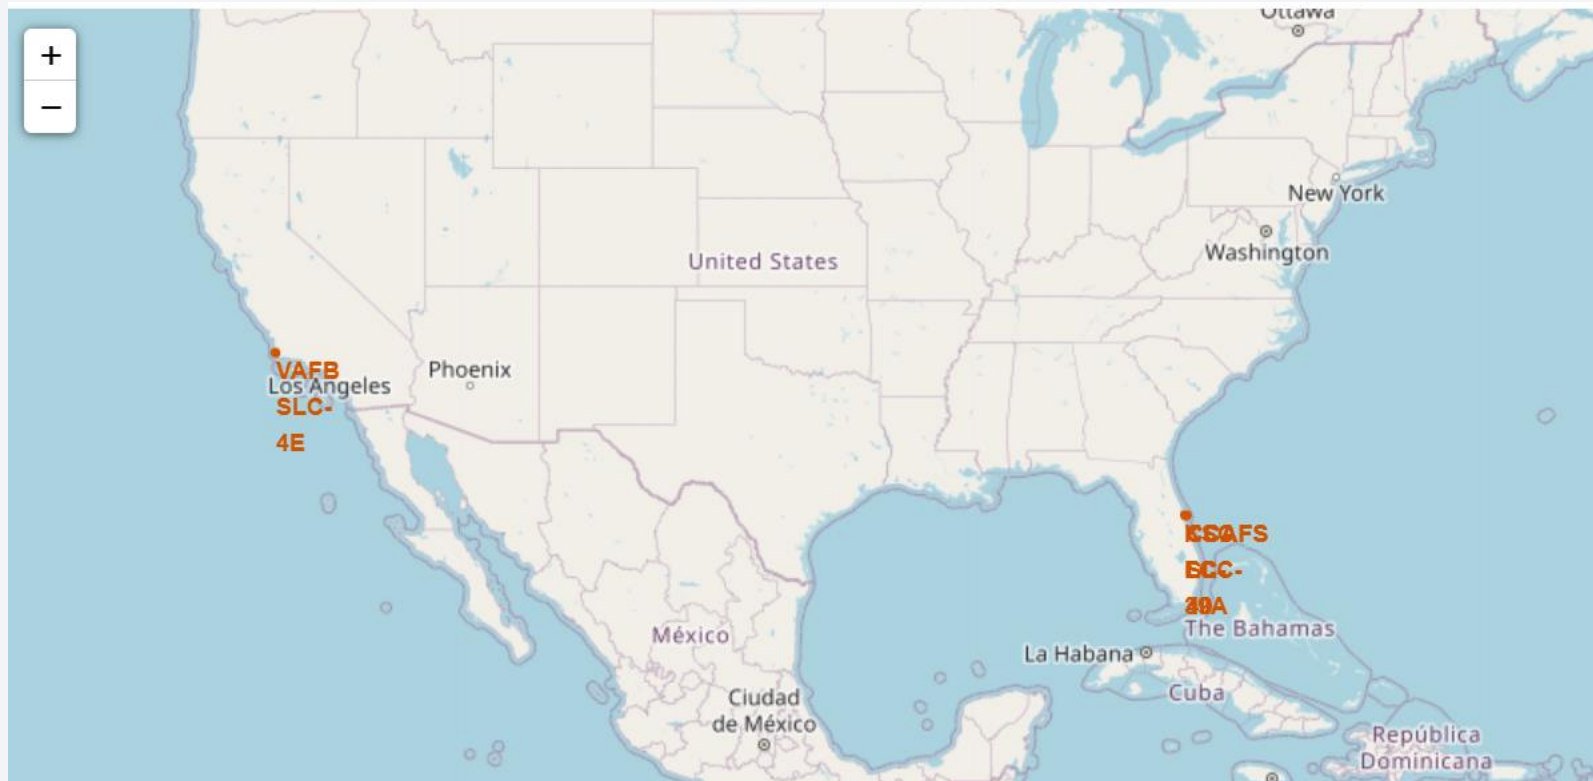 +
−
Ottawa
New York
Washington
United States
VAFB
SLC-
4E
Los Angeles
Phoenix
México
Ciudad
de México
La Habana
The Bahamas
Cuba
República
Dominicana